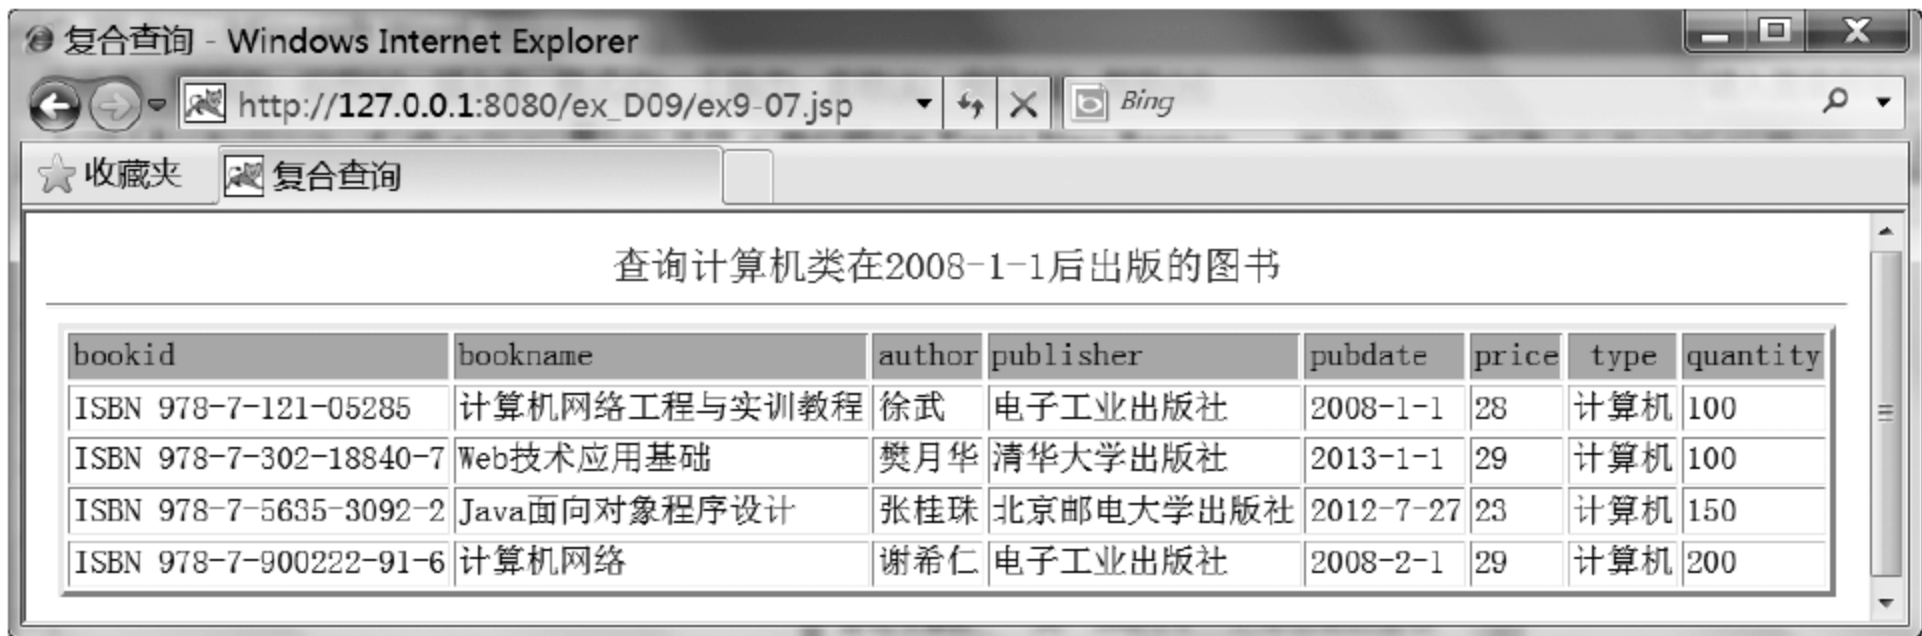 复合查询 - Windows Internet Explorer
http://127.0.0.1:8080/ex_D09/ex9-07.jsp Bing
收藏夹 复合查询
查询计算机类在2008-1-1后出版的图书
bookid bookname author publisher pubdate price type quantity
ISBN 978-7-121-05285 计算机网络工程与实训教程 徐武 电子工业出版社 2008-1-1 28 计算机 100
ISBN 978-7-302-18840-7 Web技术应用基础 樊月华 清华大学出版社 2013-1-1 29 计算机 100
ISBN 978-7-5635-3092-2 Java面向对象程序设计 张桂珠 北京邮电大学出版社 2012-7-27 23 计算机 150
ISBN 978-7-900222-91-6 计算机网络 谢希仁 电子工业出版社 2008-2-1 29 计算机 200